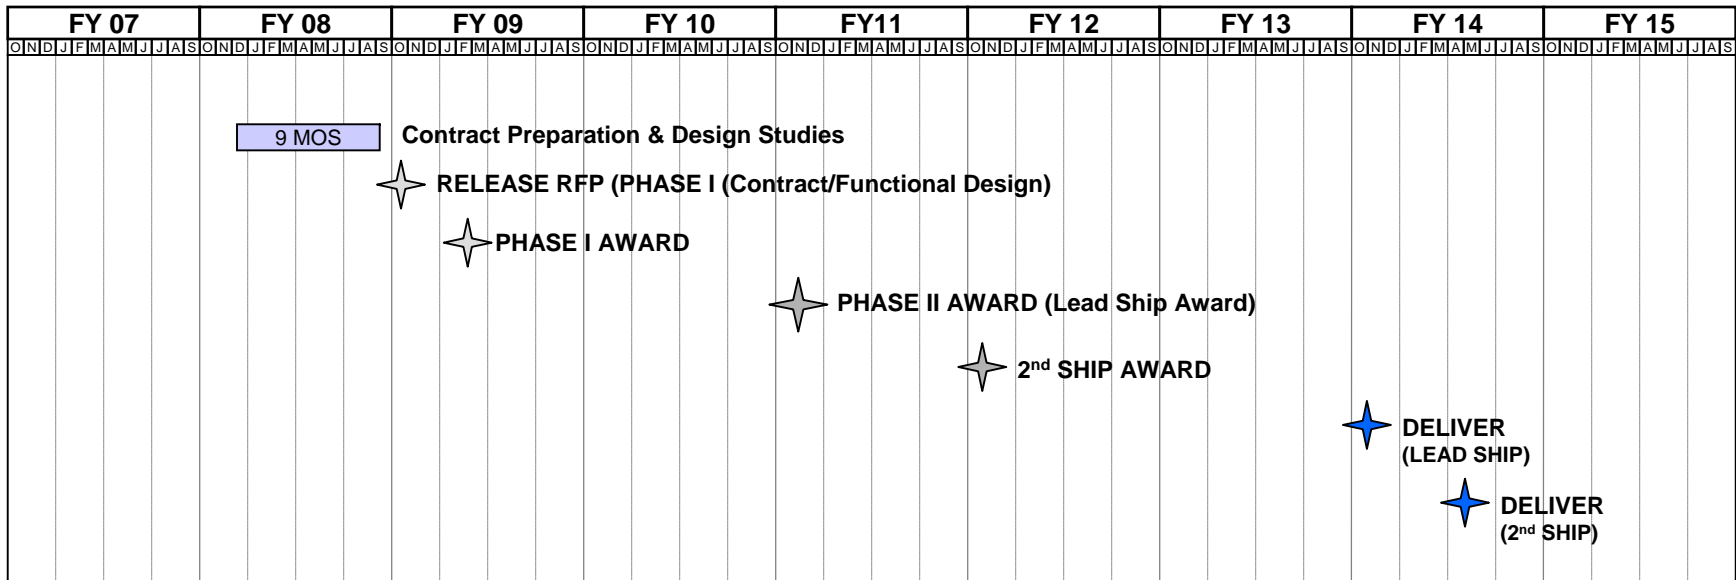 FY 07 FY 08 FY 09 FY 10 FY11 FY 12 FY 13 FY 14 FY 15
O N D J F M A M J J A S O N D J F M A M J J A S O N D J F M A M J J A S O N D J F M A M J J A S O N D J F M A M J J A S O N D J F M A M J J A S O N D J F M A M J J A S O N D J F M A M J J A S O N D J F M A M J J A S
9 MOS Contract Preparation & Design Studies
RELEASE RFP (PHASE I (Contract/Functional Design)
PHASE I AWARD
PHASE II AWARD (Lead Ship Award)
2nd SHIP AWARD
DELIVER
(LEAD SHIP)
DELIVER
(2nd SHIP)